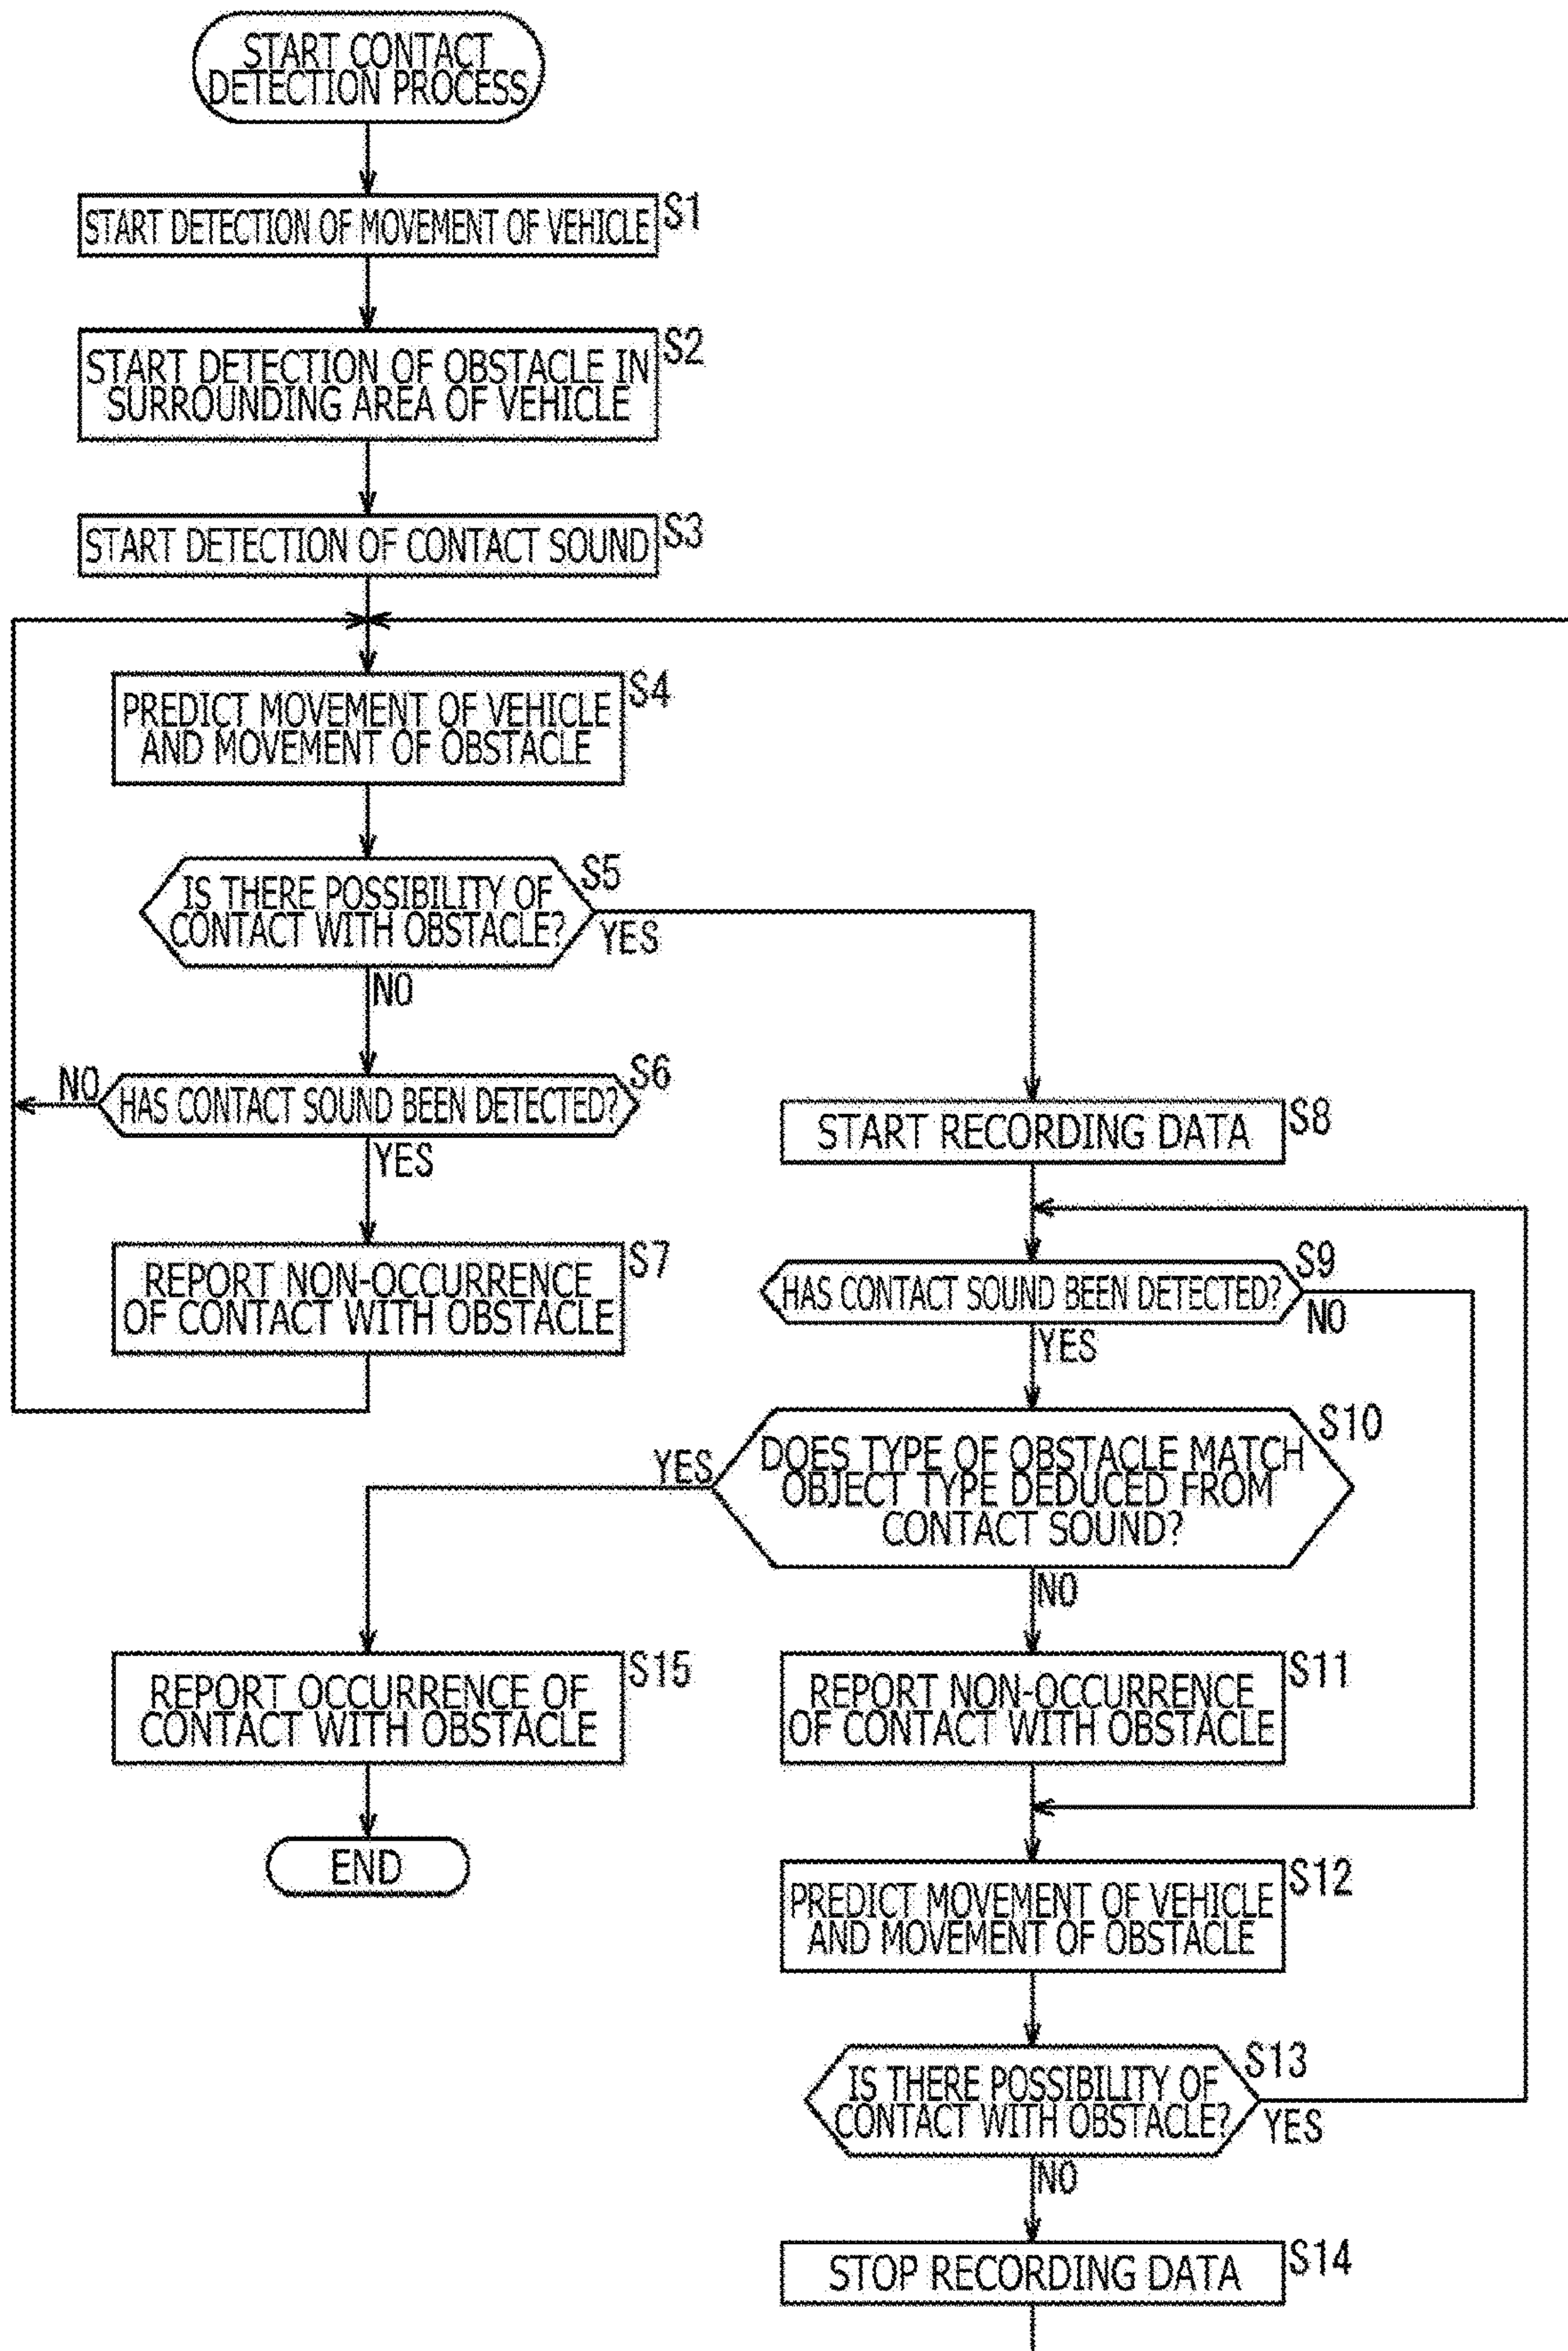 START CONTACT
DETECTION PROCESS
START DETECTION OF MOVEMENT OF VEHICLE
S1
START DETECTION OF OBSTACLE IN
SURROUNDING AREA OF VEHICLE
S2
START DETECTION OF CONTACT SOUND
S3
PREDICT MOVEMENT OF VEHICLE
AND MOVEMENT OF OBSTACLE
S4
IS THERE POSSIBILITY OF
CONTACT WITH OBSTACLE?
S5
YES
NO
HAS CONTACT SOUND BEEN DETECTED?
S6
NO
YES
REPORT NON-OCCURRENCE
OF CONTACT WITH OBSTACLE
S7
START RECORDING DATA
S8
HAS CONTACT SOUND BEEN DETECTED?
S9
NO
YES
DOES TYPE OF OBSTACLE MATCH
OBJECT TYPE DEDUCED FROM
CONTACT SOUND?
S10
YES
NO
REPORT OCCURRENCE OF
CONTACT WITH OBSTACLE
S15
END
REPORT NON-OCCURRENCE
OF CONTACT WITH OBSTACLE
S11
PREDICT MOVEMENT OF VEHICLE
AND MOVEMENT OF OBSTACLE
S12
IS THERE POSSIBILITY OF
CONTACT WITH OBSTACLE?
S13
YES
NO
STOP RECORDING DATA
S14